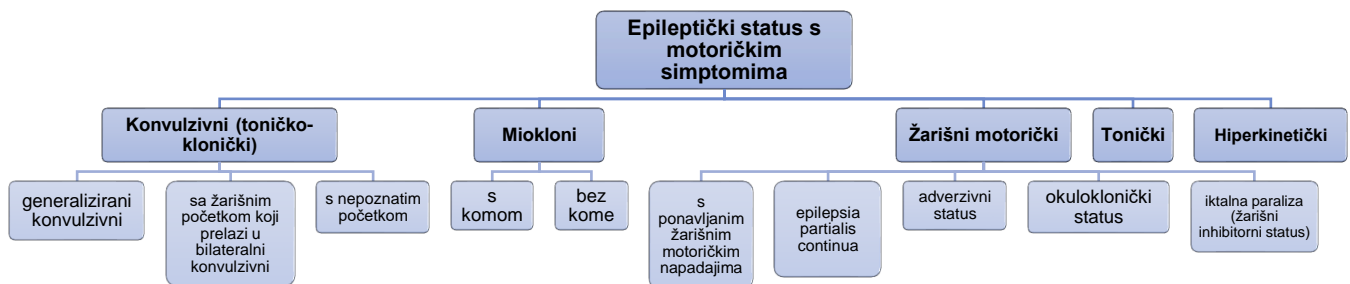 Epileptički status s
motoričkim
simptomima
Konvulzivni (toničko-
klonički)
Miokloni
Žarišni motorički
Tonički
Hiperkinetički
generalizirani
konvulzivni
sa žarišnim
početkom koji
prelazi u
bilateralni
konvulzivni
s nepoznatim
početkom
s
komom
bez
kome
s
ponavljanim
žarišnim
motoričkim
napadajima
epilepsia
partialis
continua
adverzivni
status
okuloklonički
status
iktalna paraliza
(žarišni
inhibitorni status)